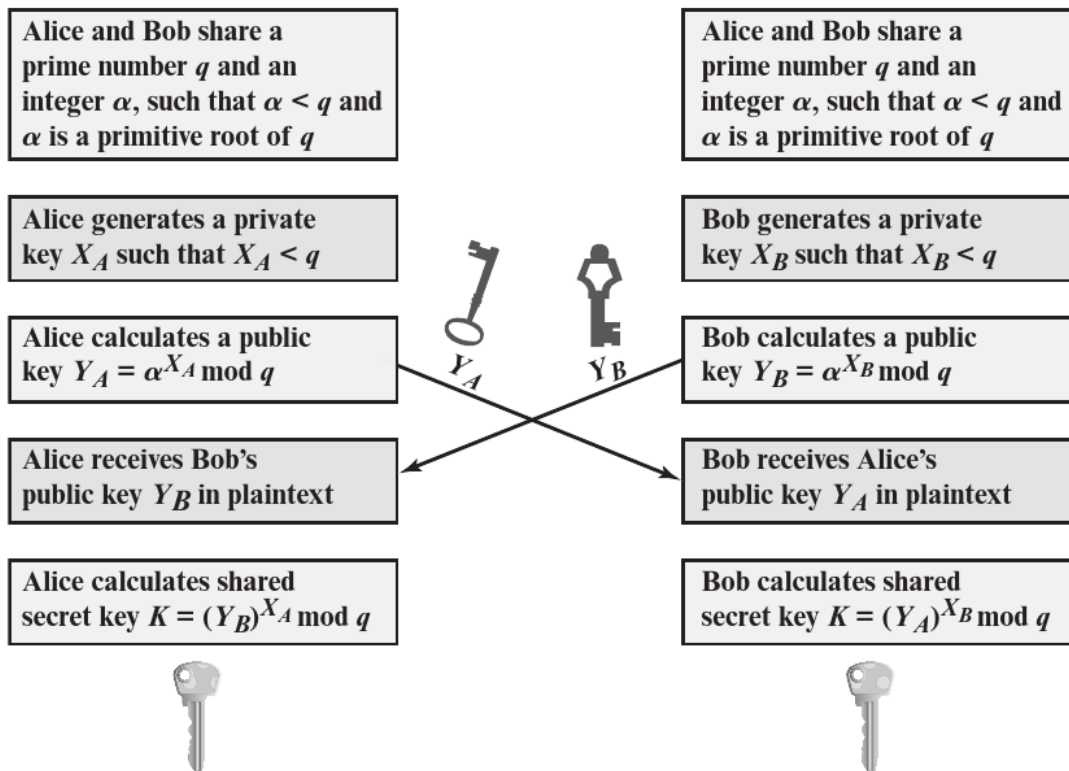 Alice and Bob share a
prime number q and an
integer α, such that α < q and
α is a primitive root of q
Alice and Bob share a
prime number q and an
integer α, such that α < q and
α is a primitive root of q
Alice generates a private
key X_A such that X_A < q
Bob generates a private
key X_B such that X_B < q
Alice calculates a public
key Y_A = α^{X_A} mod q
Y_A
Y_B
Bob calculates a public
key Y_B = α^{X_B} mod q
Alice receives Bob’s
public key Y_B in plaintext
Bob receives Alice’s
public key Y_A in plaintext
Alice calculates shared
secret key K = (Y_B)^{X_A} mod q
Bob calculates shared
secret key K = (Y_A)^{X_B} mod q